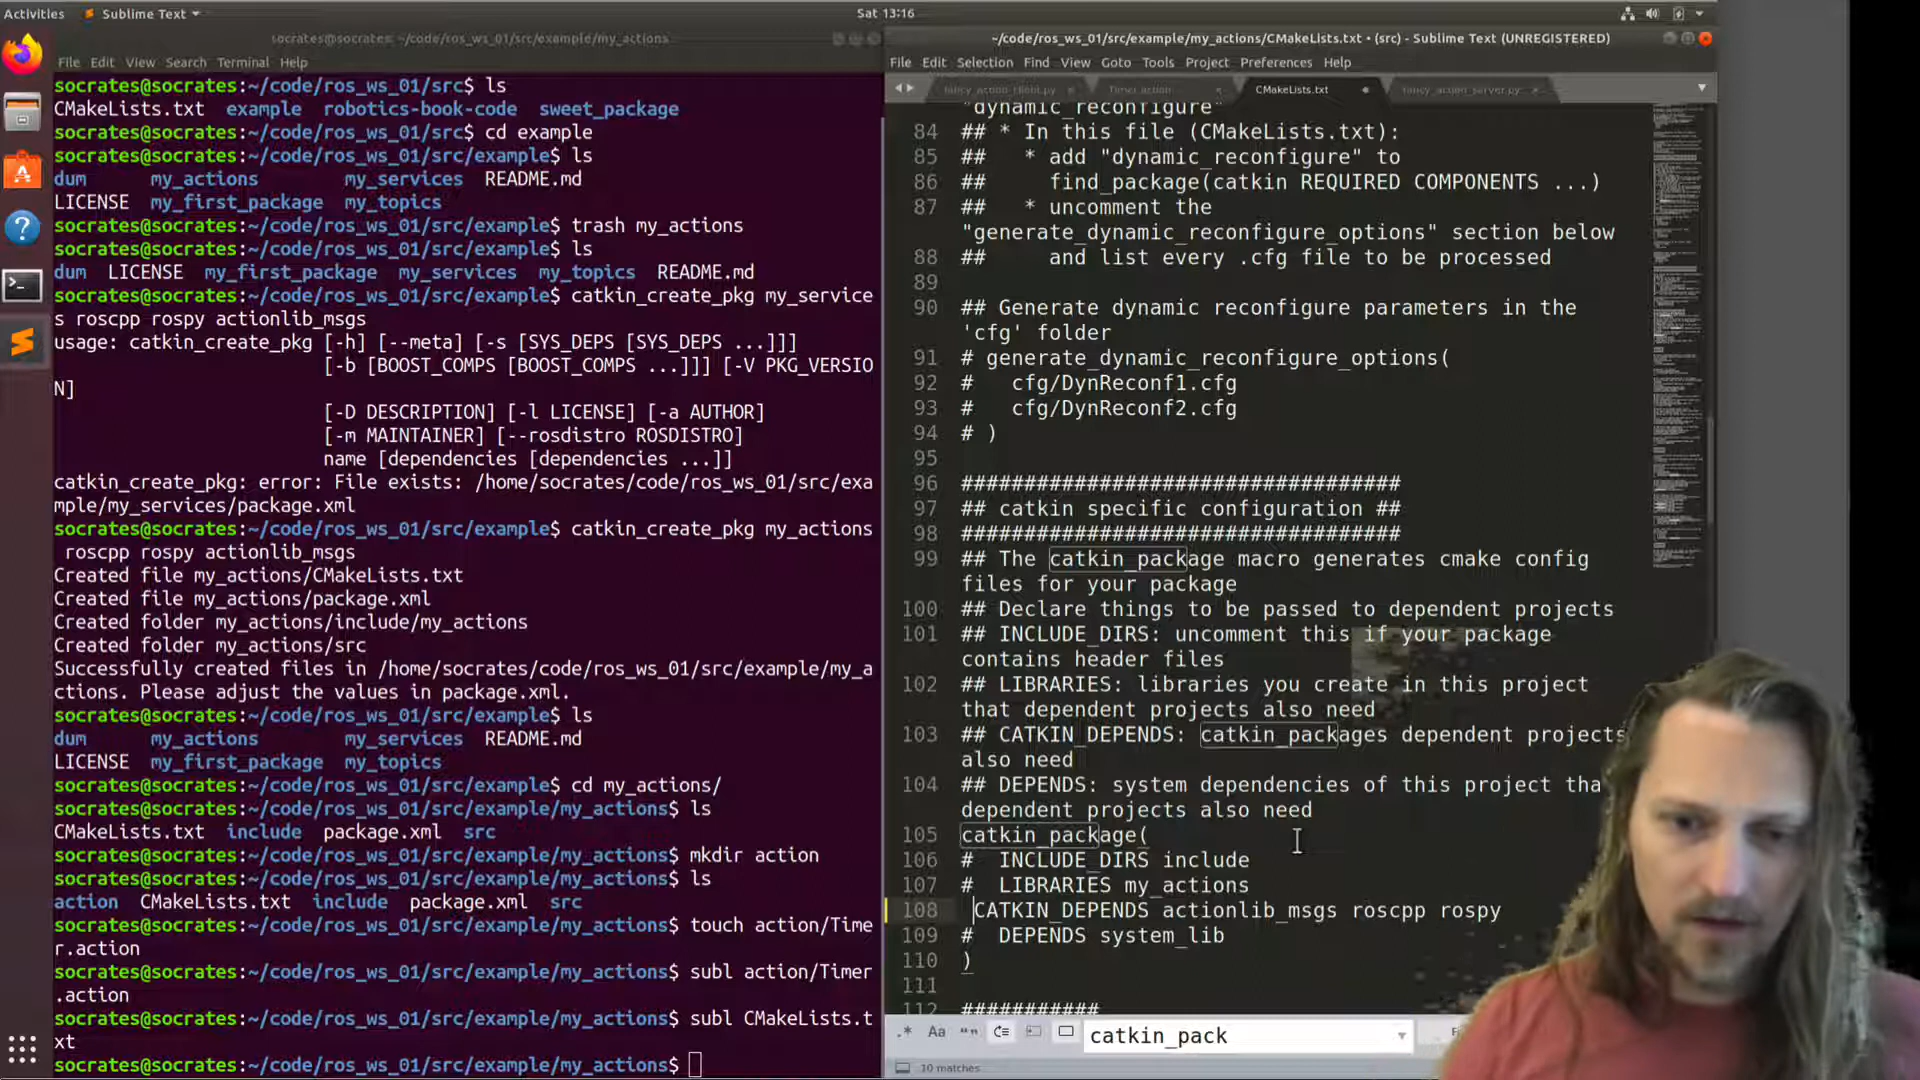 Activities
Sublime Text
Sat 13:16
socrates@socrates: ~/code/ros_ws_01/src/example/my_actions
File Edit View Search Terminal Help
socrates@socrates:~/code/ros_ws_01/src$ ls
CMakeLists.txt example robotics-book-code sweet_package
socrates@socrates:~/code/ros_ws_01/src$ cd example
socrates@socrates:~/code/ros_ws_01/src/example$ ls
dum my_actions my_services README.md
LICENSE my_first_package my_topics
socrates@socrates:~/code/ros_ws_01/src/example$ trash my_actions
socrates@socrates:~/code/ros_ws_01/src/example$ ls
dum LICENSE my_first_package my_services my_topics README.md
socrates@socrates:~/code/ros_ws_01/src/example$ catkin_create_pkg my_service
s roscpp rospy actionlib_msgs
usage: catkin_create_pkg [-h] [--meta] [-s [SYS_DEPS [SYS_DEPS ...]]]
[-b [BOOST_COMPS [BOOST_COMPS ...]]] [-V PKG_VERSIO
N]
[-D DESCRIPTION] [-l LICENSE] [-a AUTHOR]
[-m MAINTAINER] [--rosdistro ROSDISTRO]
name [dependencies [dependencies ...]]
catkin_create_pkg: error: File exists: /home/socrates/code/ros_ws_01/src/exa
mple/my_services/package.xml
socrates@socrates:~/code/ros_ws_01/src/example$ catkin_create_pkg my_actions
roscpp rospy actionlib_msgs
Created file my_actions/CMakeLists.txt
Created file my_actions/package.xml
Created folder my_actions/include/my_actions
Created folder my_actions/src
Successfully created files in /home/socrates/code/ros_ws_01/src/example/my_a
ctions. Please adjust the values in package.xml.
socrates@socrates:~/code/ros_ws_01/src/example$ ls
dum my_actions my_services README.md
LICENSE my_first_package my_topics
socrates@socrates:~/code/ros_ws_01/src/example$ cd my_actions/
socrates@socrates:~/code/ros_ws_01/src/example/my_actions$ ls
CMakeLists.txt include package.xml src
socrates@socrates:~/code/ros_ws_01/src/example/my_actions$ mkdir action
socrates@socrates:~/code/ros_ws_01/src/example/my_actions$ ls
action CMakeLists.txt include package.xml src
socrates@socrates:~/code/ros_ws_01/src/example/my_actions$ touch action/Time
r.action
socrates@socrates:~/code/ros_ws_01/src/example/my_actions$ subl action/Timer
.action
socrates@socrates:~/code/ros_ws_01/src/example/my_actions$ subl CMakeLists.t
xt
socrates@socrates:~/code/ros_ws_01/src/example/my_actions$
~/code/ros_ws_01/src/example/my_actions/CMakeLists.txt • (src) - Sublime Text (UNREGISTERED)
File Edit Selection Find View Goto Tools Project Preferences Help
fancy_action_client.py Timer.action CMakeLists.txt fancy_action_server.py
"dynamic_reconfigure"
84 ## * In this file (CMakeLists.txt):
85 ## * add "dynamic_reconfigure" to
86 ## find_package(catkin REQUIRED COMPONENTS ...)
87 ## * uncomment the
"generate_dynamic_reconfigure_options" section below
88 ## and list every .cfg file to be processed
89
90 ## Generate dynamic reconfigure parameters in the
'cfg' folder
91 # generate_dynamic_reconfigure_options(
92 # cfg/DynReconf1.cfg
93 # cfg/DynReconf2.cfg
94 # )
95
96 ###################################
97 ## catkin specific configuration ##
98 ###################################
99 ## The catkin_package macro generates cmake config
files for your package
100 ## Declare things to be passed to dependent projects
101 ## INCLUDE_DIRS: uncomment this if your package
contains header files
102 ## LIBRARIES: libraries you create in this project
that dependent projects also need
103 ## CATKIN_DEPENDS: catkin_packages dependent projects
also need
104 ## DEPENDS: system dependencies of this project tha
dependent projects also need
105 catkin_package(
106 # INCLUDE_DIRS include
107 # LIBRARIES my_actions
108 CATKIN_DEPENDS actionlib_msgs roscpp rospy
109 # DEPENDS system_lib
110 )
111
112 ###########
.* Aa
catkin_pack
10 matches